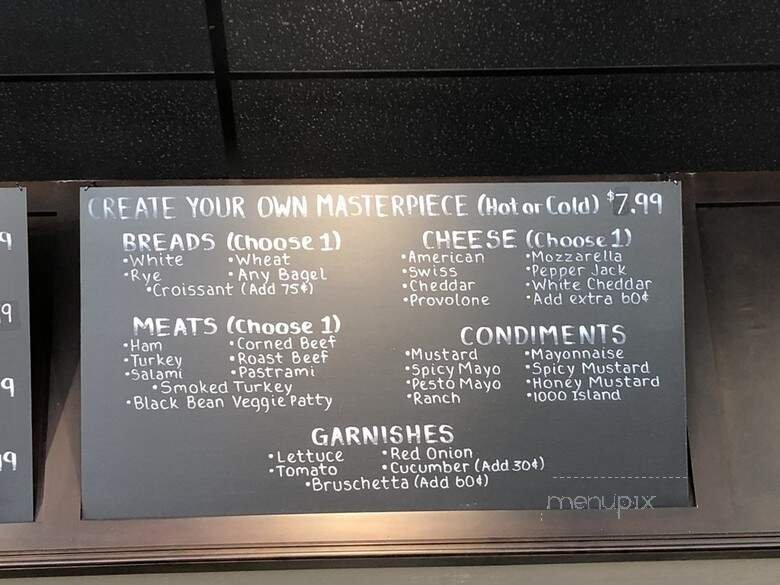 CREATE YOUR OWN MASTERPIECE (Hot or Cold) $7.99
BREADS (Choose 1)
•White •Wheat
•Rye •Any Bagel
•Croissant (Add 75¢)
CHEESE (Choose 1)
•American •Mozzarella
•Swiss •Pepper Jack
•Cheddar •White Cheddar
•Provolone •Add extra 60¢
MEATS (Choose 1)
•Ham •Corned Beef
•Turkey •Roast Beef
•Salami •Pastrami
•Smoked Turkey
•Black Bean Veggie Patty
CONDIMENTS
•Mustard •Mayonnaise
•Spicy Mayo •Spicy Mustard
•Pesto Mayo •Honey Mustard
•Ranch •1000 Island
GARNISHES
•Lettuce •Red Onion
•Tomato •Cucumber (Add 30¢)
•Bruschetta (Add 60¢)
9
9
9
9
menupix